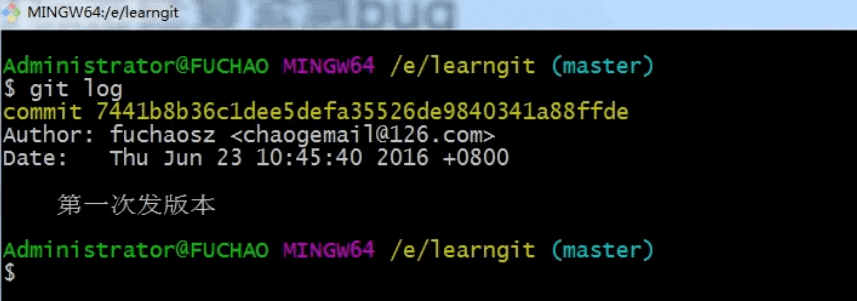 MINGW64:/e/learngit
Administrator@FUCHAO MINGW64 /e/learngit (master)
$ git log
commit 7441b8b36c1dee5defa35526de9840341a88ffde
Author: fuchaosz <chaogemail@126.com>
Date:   Thu Jun 23 10:45:40 2016 +0800
第一次发版本
Administrator@FUCHAO MINGW64 /e/learngit (master)
$